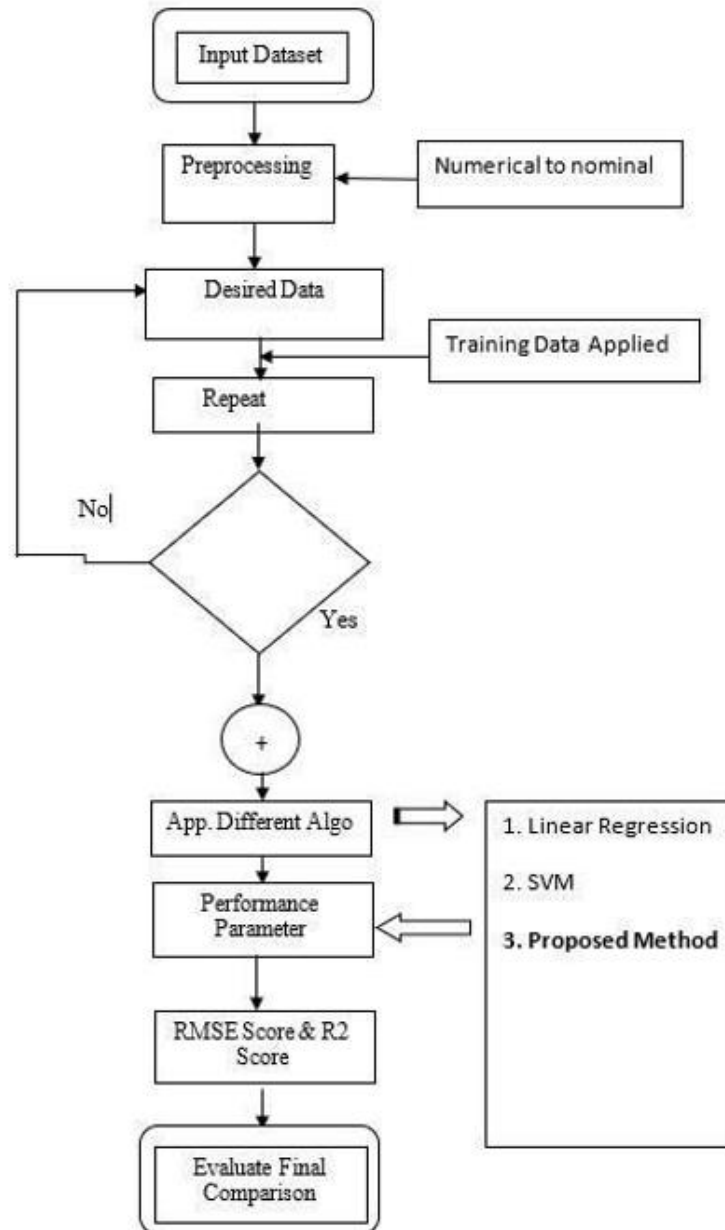 Input Dataset
Preprocessing
Numerical to nominal
Desired Data
Training Data Applied
Repeat
No
Yes
+
App. Different Algo
1. Linear Regression
2. SVM
3. Proposed Method
Performance
Parameter
RMSE Score & R2
Score
Evaluate Final
Comparison